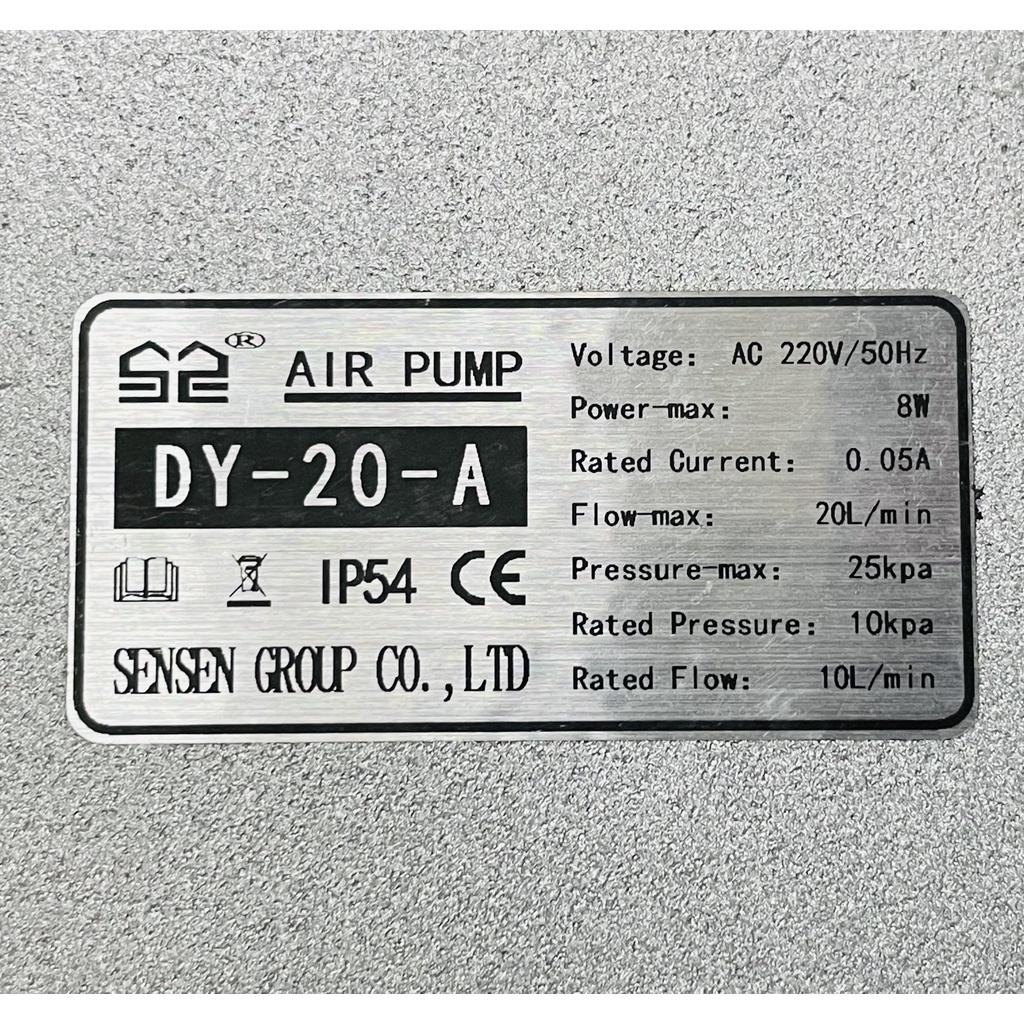 ® AIR PUMP
DY-20-A
IP54 CE
SENSEN GROUP CO.,LTD
Voltage: AC 220V/50Hz
Power-max: 8W
Rated Current: 0.05A
Flow-max: 20L/min
Pressure-max: 25kpa
Rated Pressure: 10kpa
Rated Flow: 10L/min